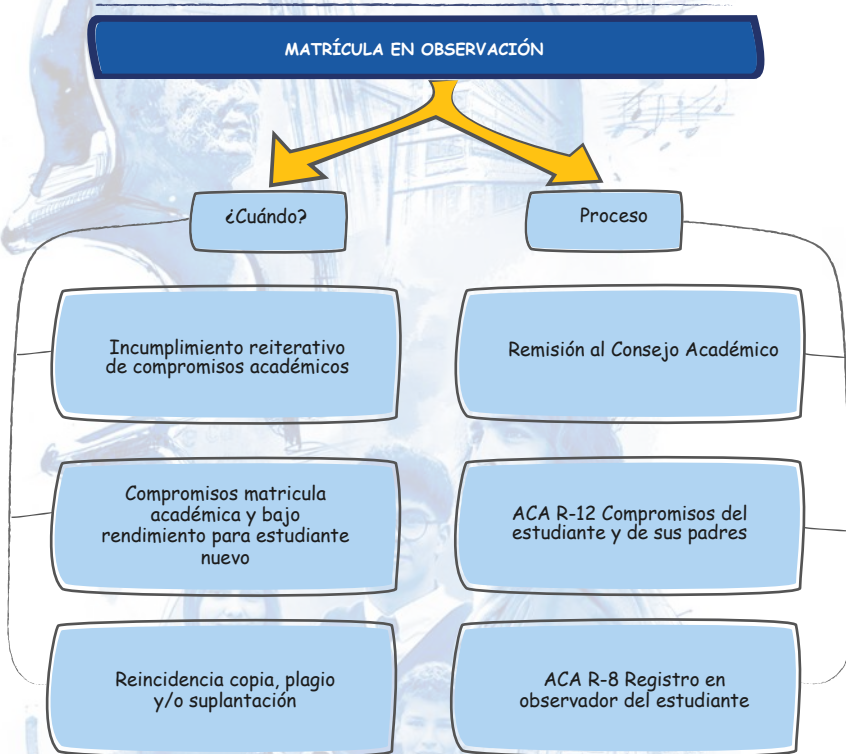 MATRÍCULA EN OBSERVACIÓN
¿Cuándo?
Incumplimiento reiterativo
de compromisos académicos
Compromisos matricula
académica y bajo
rendimiento para estudiante
nuevo
Reincidencia copia, plagio
y/o suplantación
Proceso
Remisión al Consejo Académico
ACA R-12 Compromisos del
estudiante y de sus padres
ACA R-8 Registro en
observador del estudiante